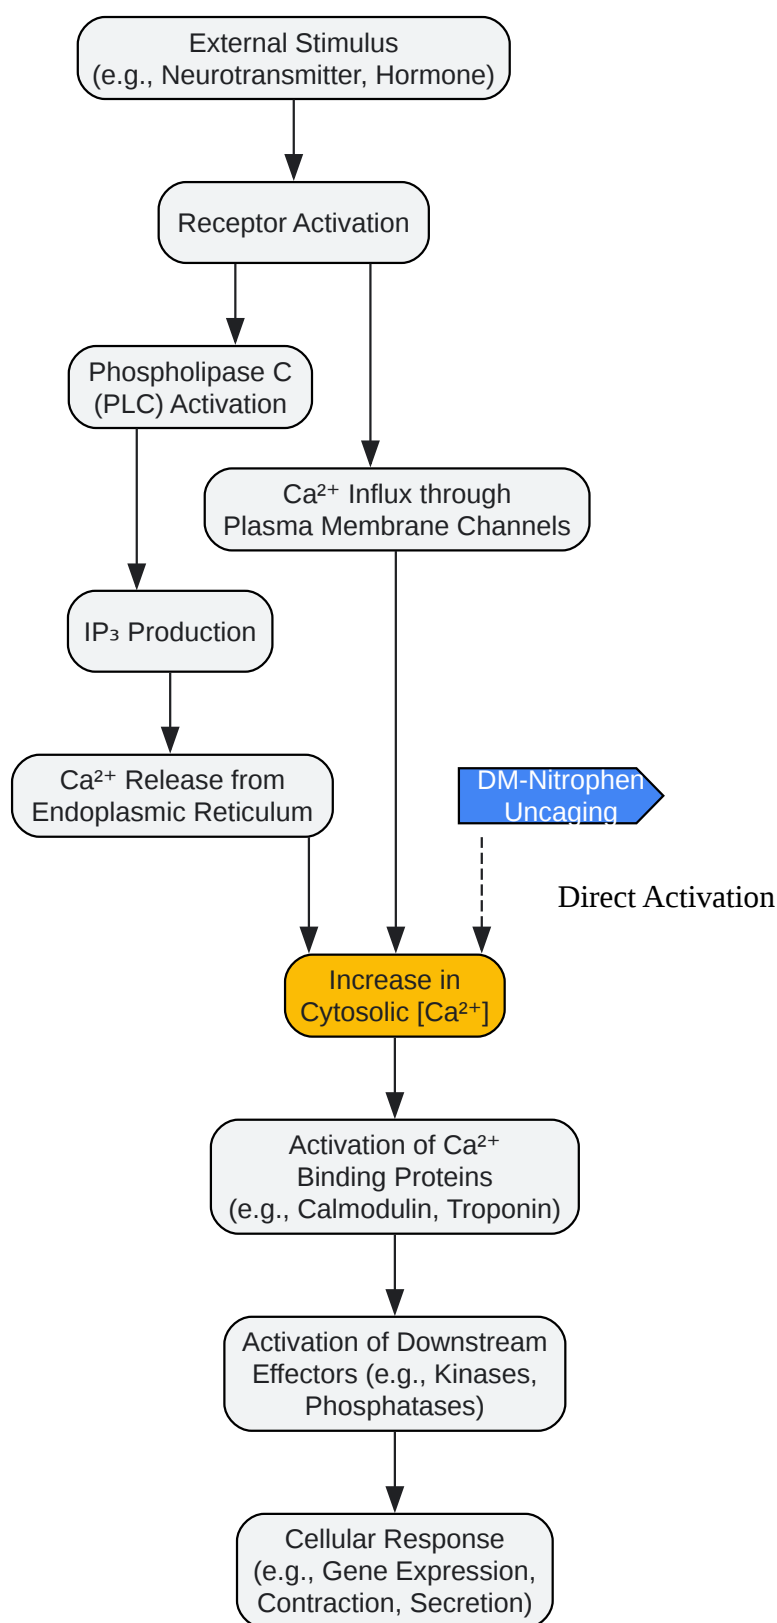 External Stimulus
(e.g., Neurotransmitter, Hormone)
Receptor Activation
Phospholipase C
(PLC) Activation
Ca²⁺ Influx through
Plasma Membrane Channels
IP₃ Production
Ca²⁺ Release from
Endoplasmic Reticulum
DM-Nitrophen
Uncaging
Direct Activation
Increase in
Cytosolic [Ca²⁺]
Activation of Ca²⁺
Binding Proteins
(e.g., Calmodulin, Troponin)
Activation of Downstream
Effectors (e.g., Kinases,
Phosphatases)
Cellular Response
(e.g., Gene Expression,
Contraction, Secretion)